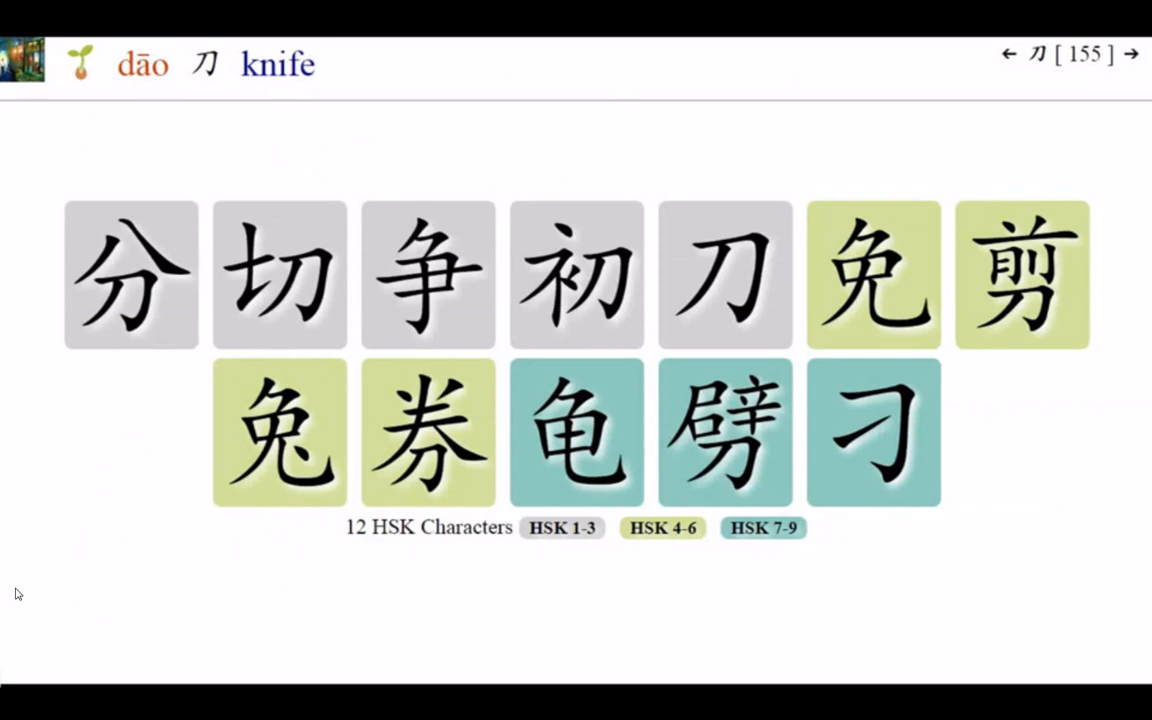 dāo 刀 knife
← 刀 [ 155 ] →
分 切 争 初 刀 免 剪
兔 券 龟 劈 刁
12 HSK Characters HSK 1-3 HSK 4-6 HSK 7-9